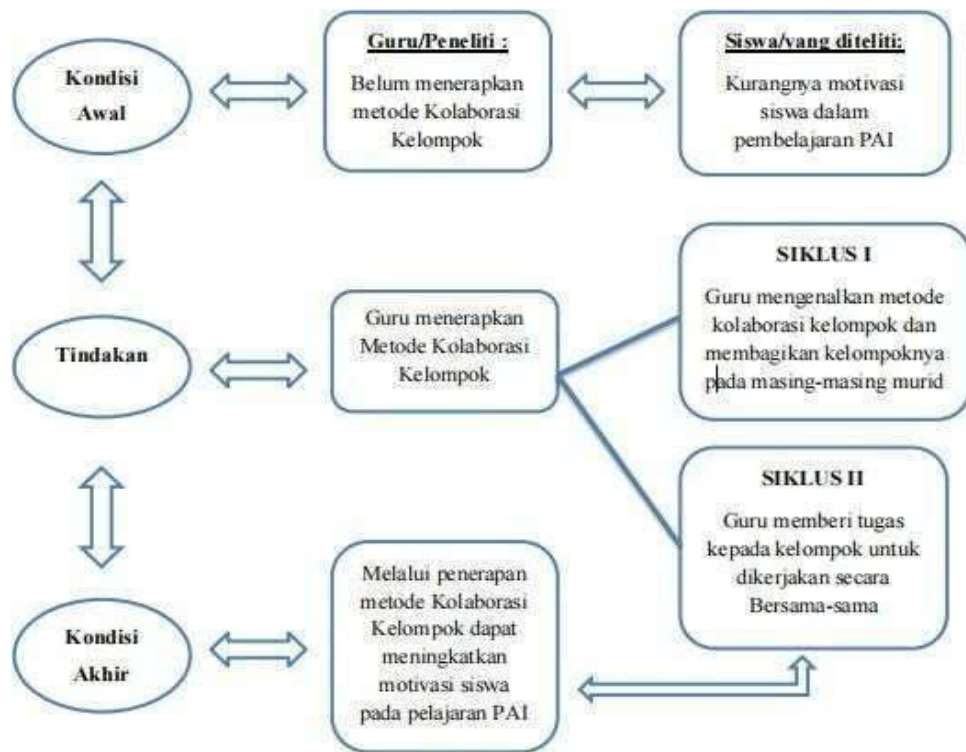 Kondisi
Awal
Guru/Peneliti :
Belum menerapkan
metode Kolaborasi
Kelompok
Siswa/yang diteliti:
Kurangnya motivasi
siswa dalam
pembelajaran PAI
Tindakan
Guru menerapkan
Metode Kolaborasi
Kelompok
SIKLUS I
Guru mengenalkan metode
kolaborasi kelompok dan
membagikan kelompoknya
pada masing-masing murid
SIKLUS II
Guru memberi tugas
kepada kelompok untuk
dikerjakan secara
Bersama-sama
Kondisi
Akhir
Melalui penerapan
metode Kolaborasi
Kelompok dapat
meningkatkan
motivasi siswa
pada pelajaran PAI